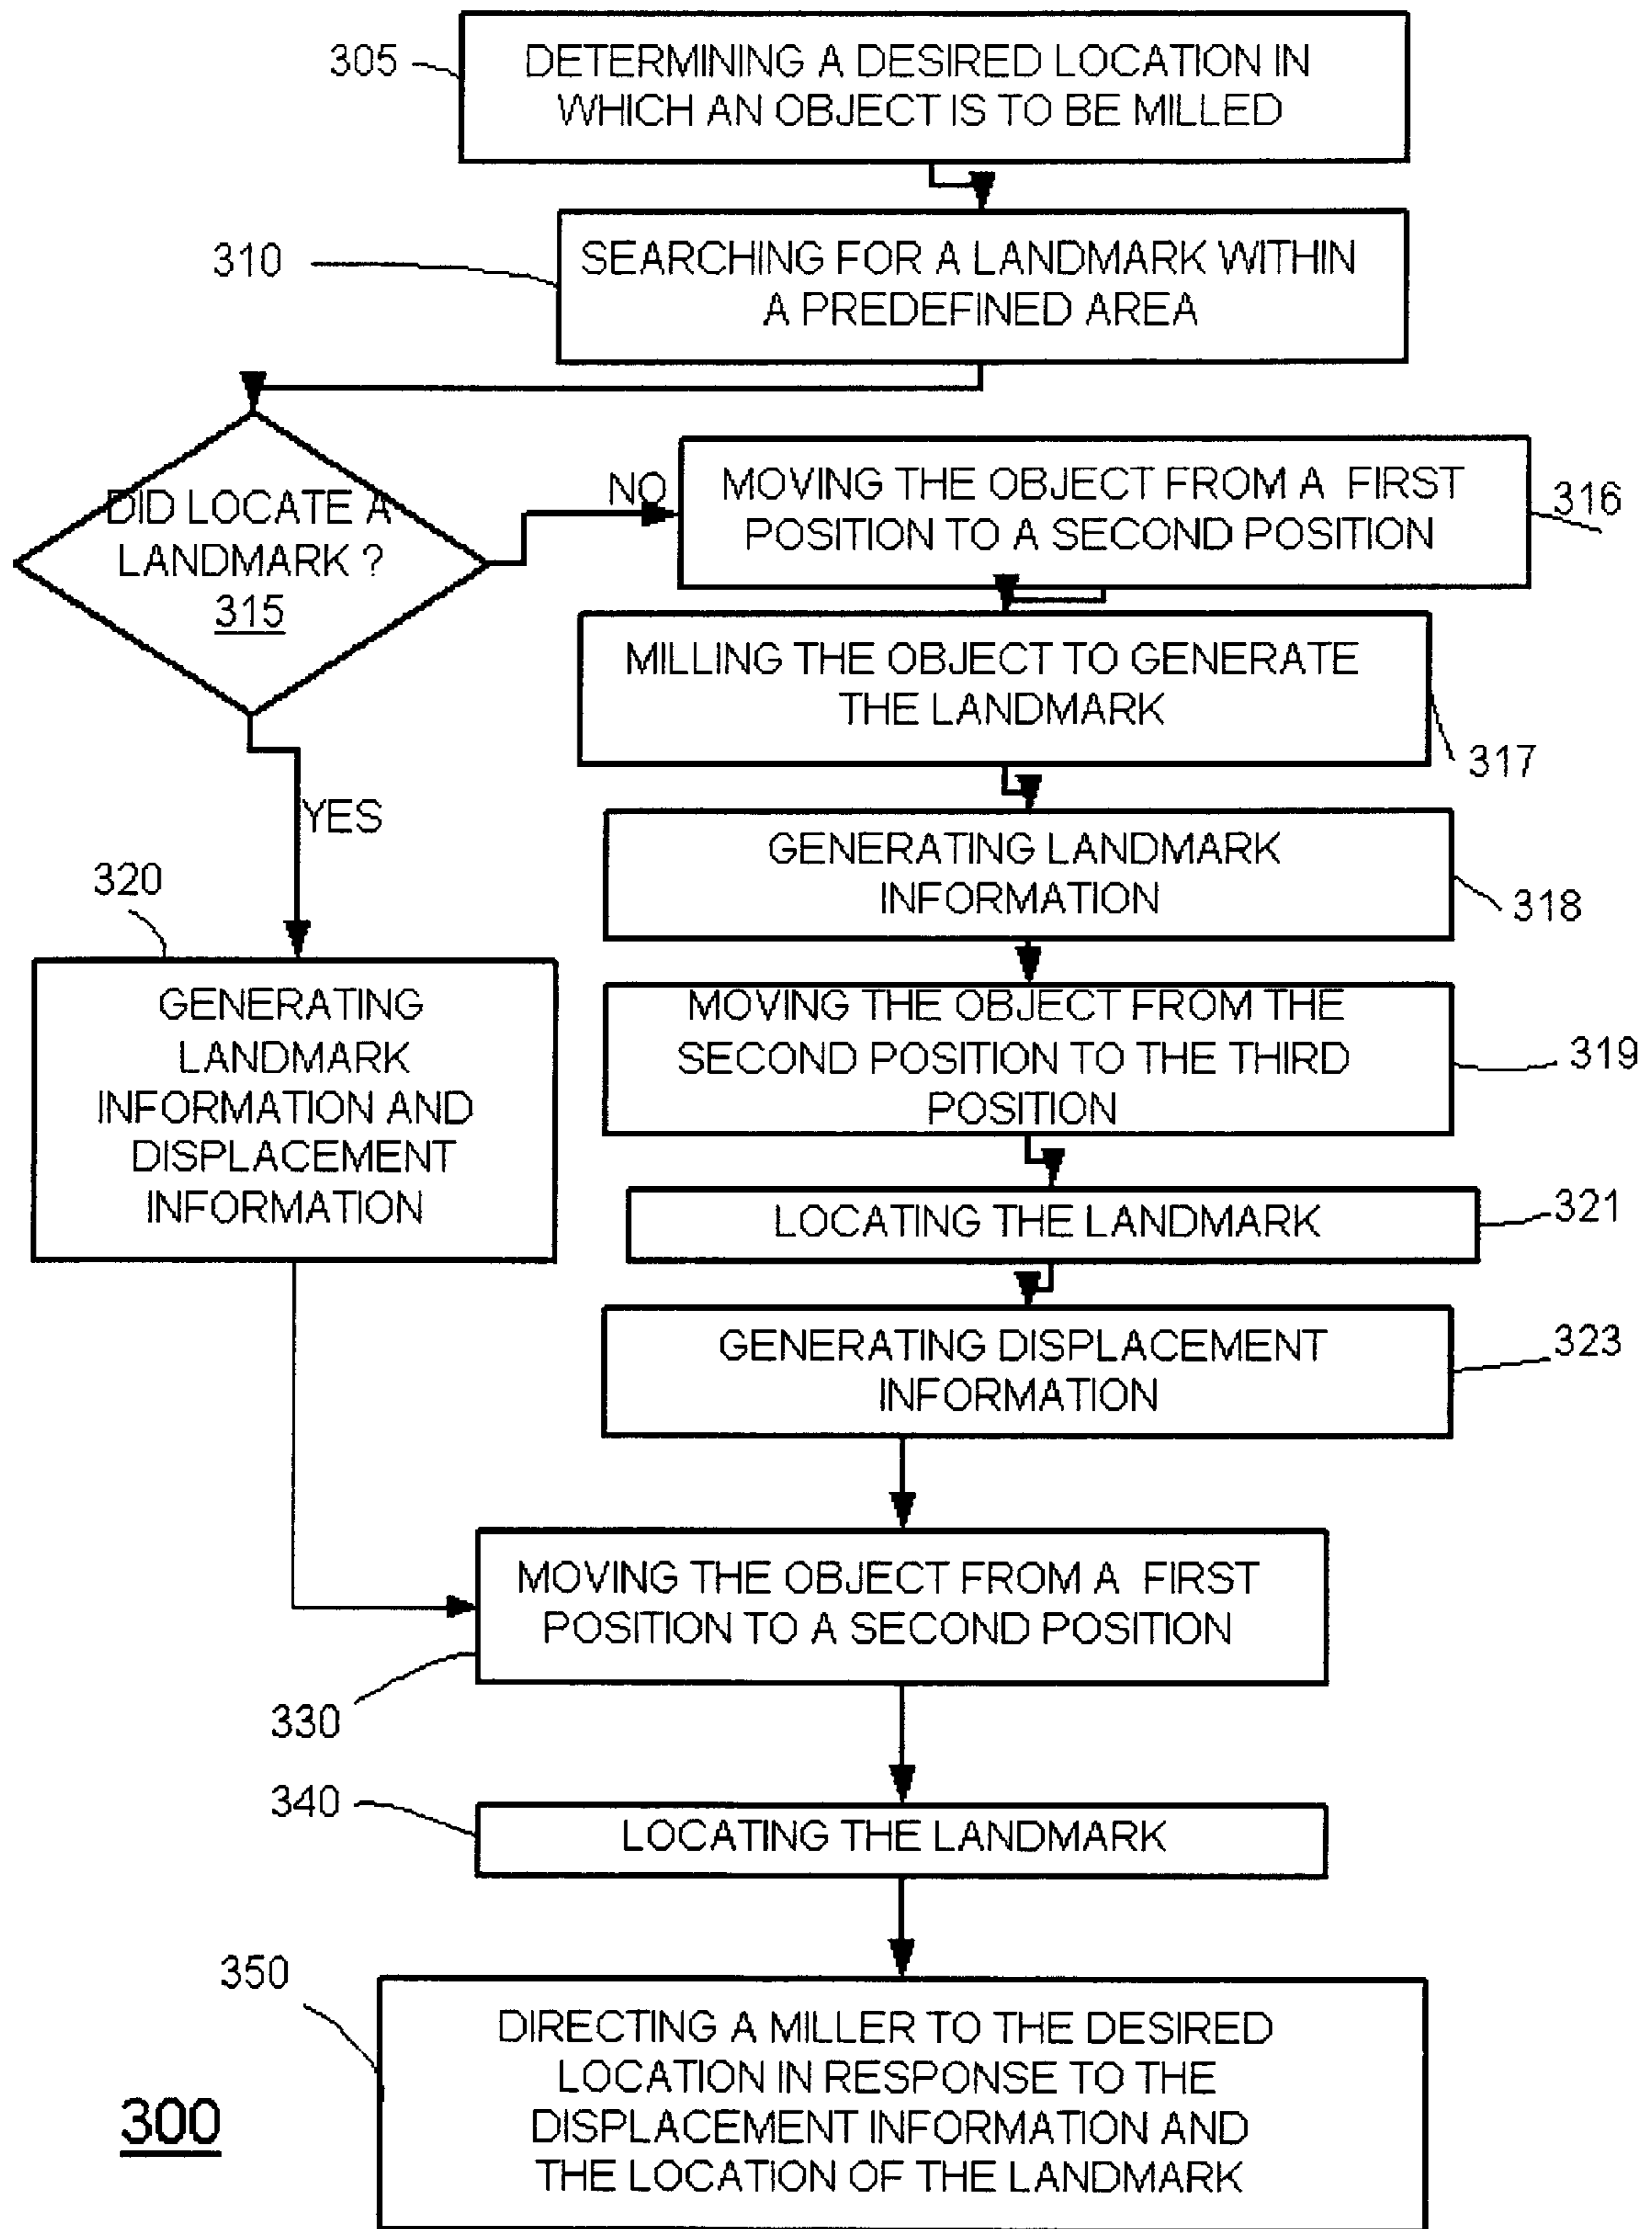 305
DETERMINING A DESIRED LOCATION IN
WHICH AN OBJECT IS TO BE MILLED
310
SEARCHING FOR A LANDMARK WITHIN
A PREDEFINED AREA
DID LOCATE A
LANDMARK ?
315
NO
MOVING THE OBJECT FROM A FIRST
POSITION TO A SECOND POSITION
316
MILLING THE OBJECT TO GENERATE
THE LANDMARK
317
YES
GENERATING LANDMARK
INFORMATION
318
320
GENERATING
LANDMARK
INFORMATION AND
DISPLACEMENT
INFORMATION
MOVING THE OBJECT FROM THE
SECOND POSITION TO THE THIRD
POSITION
319
LOCATING THE LANDMARK
321
GENERATING DISPLACEMENT
INFORMATION
323
MOVING THE OBJECT FROM A FIRST
POSITION TO A SECOND POSITION
330
340
LOCATING THE LANDMARK
350
DIRECTING A MILLER TO THE DESIRED
LOCATION IN RESPONSE TO THE
DISPLACEMENT INFORMATION AND
THE LOCATION OF THE LANDMARK
300